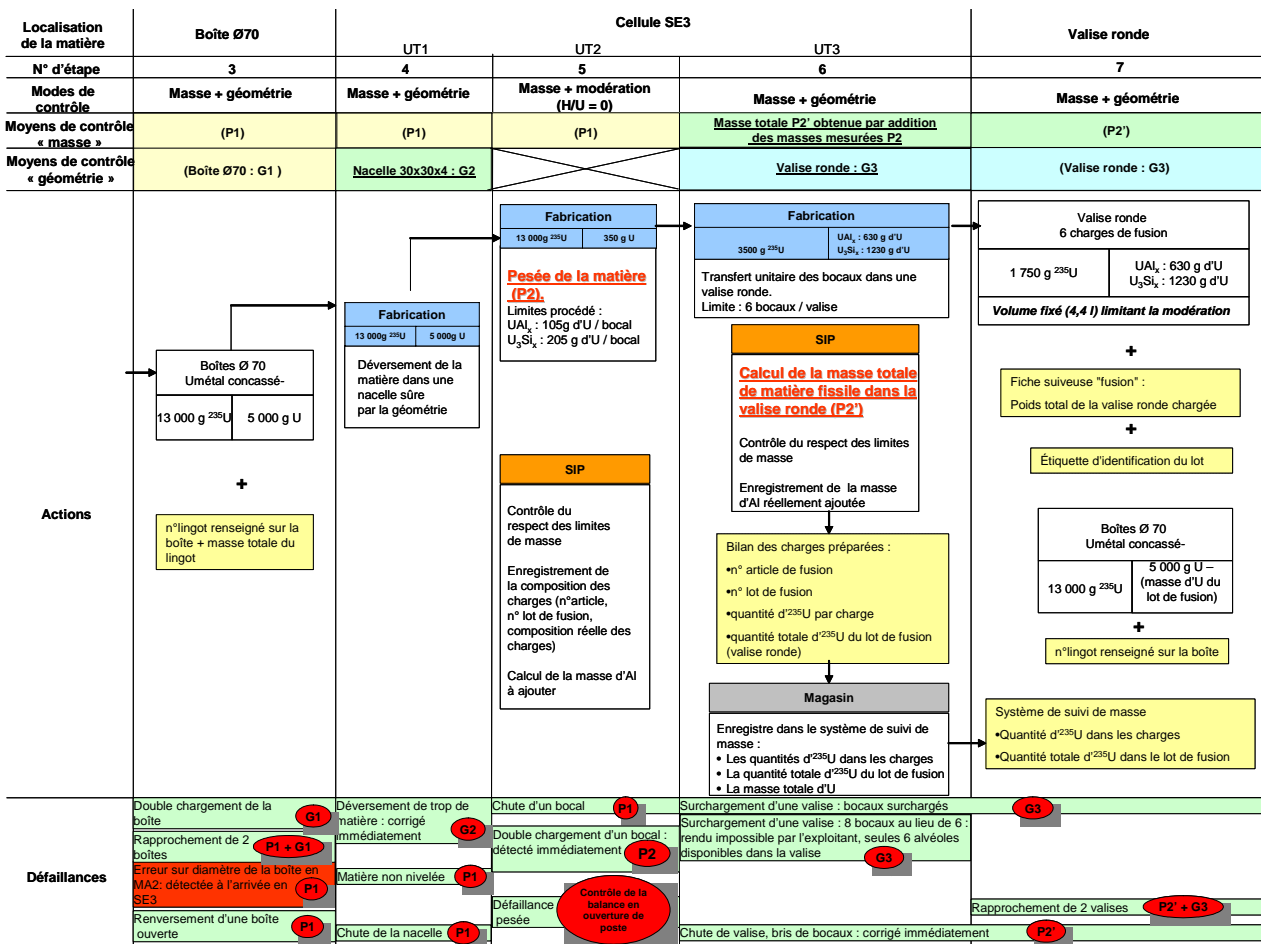 Localisation
de la matière
Boîte Ø70
Cellule SE3
UT1
UT2
UT3
Valise ronde
N° d'étape
3
4
5
6
7
Modes de
contrôle
Masse + géométrie
Masse + géométrie
Masse + modération
(H/U = 0)
Masse + géométrie
Masse + géométrie
Moyens de contrôle
« masse »
(P1)
(P1)
(P1)
Masse totale P2' obtenue par addition
des masses mesurées P2
(P2')
Moyens de contrôle
« géométrie »
(Boîte Ø70 : G1 )
Nacelle 30x30x4 : G2
Valise ronde : G3
(Valise ronde : G3)
Actions
Boîtes Ø 70
Umétal concassé-
13 000 g ²³⁵U
5 000 g U
+
n°lingot renseigné sur la
boîte + masse totale du
lingot
Fabrication
13 000g ²³⁵U
5 000g U
Déversement de la
matière dans une
nacelle sûre
par la géométrie
Fabrication
13 000g ²³⁵U
350 g U
Pesée de la matière
(P2).
Limites procédé :
UAlₓ : 105g d'U / bocal
U₃Siₓ : 205 g d'U / bocal
SIP
Contrôle du
respect des limites
de masse
Enregistrement de
la composition des
charges (n°article,
n° lot de fusion,
composition réelle des
charges)
Calcul de la masse d'Al
à ajouter
Fabrication
3500 g ²³⁵U
UAlₓ : 630 g d'U
U₃Siₓ : 1230 g d'U
Transfert unitaire des bocaux dans une
valise ronde.
Limite : 6 bocaux / valise
SIP
Calcul de la masse totale
de matière fissile dans la
valise ronde (P2')
Contrôle du respect des limites
de masse
Enregistrement de la masse
d'Al réellement ajoutée
Bilan des charges préparées :
•n° article de fusion
•n° lot de fusion
•quantité d'²³⁵U par charge
•quantité totale d'²³⁵U du lot de fusion
(valise ronde)
Magasin
Enregistre dans le système de suivi de
masse :
• Les quantités d'²³⁵U dans les charges
• La quantité totale d'²³⁵U du lot de fusion
• La masse totale d'U
Valise ronde
6 charges de fusion
1 750 g ²³⁵U
UAlₓ : 630 g d'U
U₃Siₓ : 1230 g d'U
Volume fixé (4,4 l) limitant la modération
+
Fiche suiveuse "fusion" :
Poids total de la valise ronde chargée
+
Étiquette d'identification du lot
Boîtes Ø 70
Umétal concassé-
13 000 g ²³⁵U
5 000 g U –
(masse d'U du
lot de fusion)
+
n°lingot renseigné sur la boîte
Système de suivi de masse
•Quantité d'²³⁵U dans les charges
•Quantité totale d'²³⁵U dans le lot de fusion
Défaillances
Double chargement de la
boîte
G1
Rapprochement de 2
boîtes
P1 + G1
Erreur sur diamètre de la boîte en
MA2: détectée à l'arrivée en
SE3
P1
Renversement d'une boîte
ouverte
P1
Déversement de trop de
matière : corrigé
immédiatement
G2
Matière non nivelée
P1
Chute de la nacelle
P1
Chute d'un bocal
P1
Double chargement d'un bocal :
détecté immédiatement
P2
Défaillance
pesée
Contrôle de la
balance en
ouverture de
poste
Surchargement d'une valise : bocaux surchargés
G3
Surchargement d'une valise : 8 bocaux au lieu de 6 :
rendu impossible par l'exploitant, seules 6 alvéoles
disponibles dans la valise
G3
Rapprochement de 2 valises
P2' + G3
Chute de valise, bris de bocaux : corrigé immédiatement
P2'